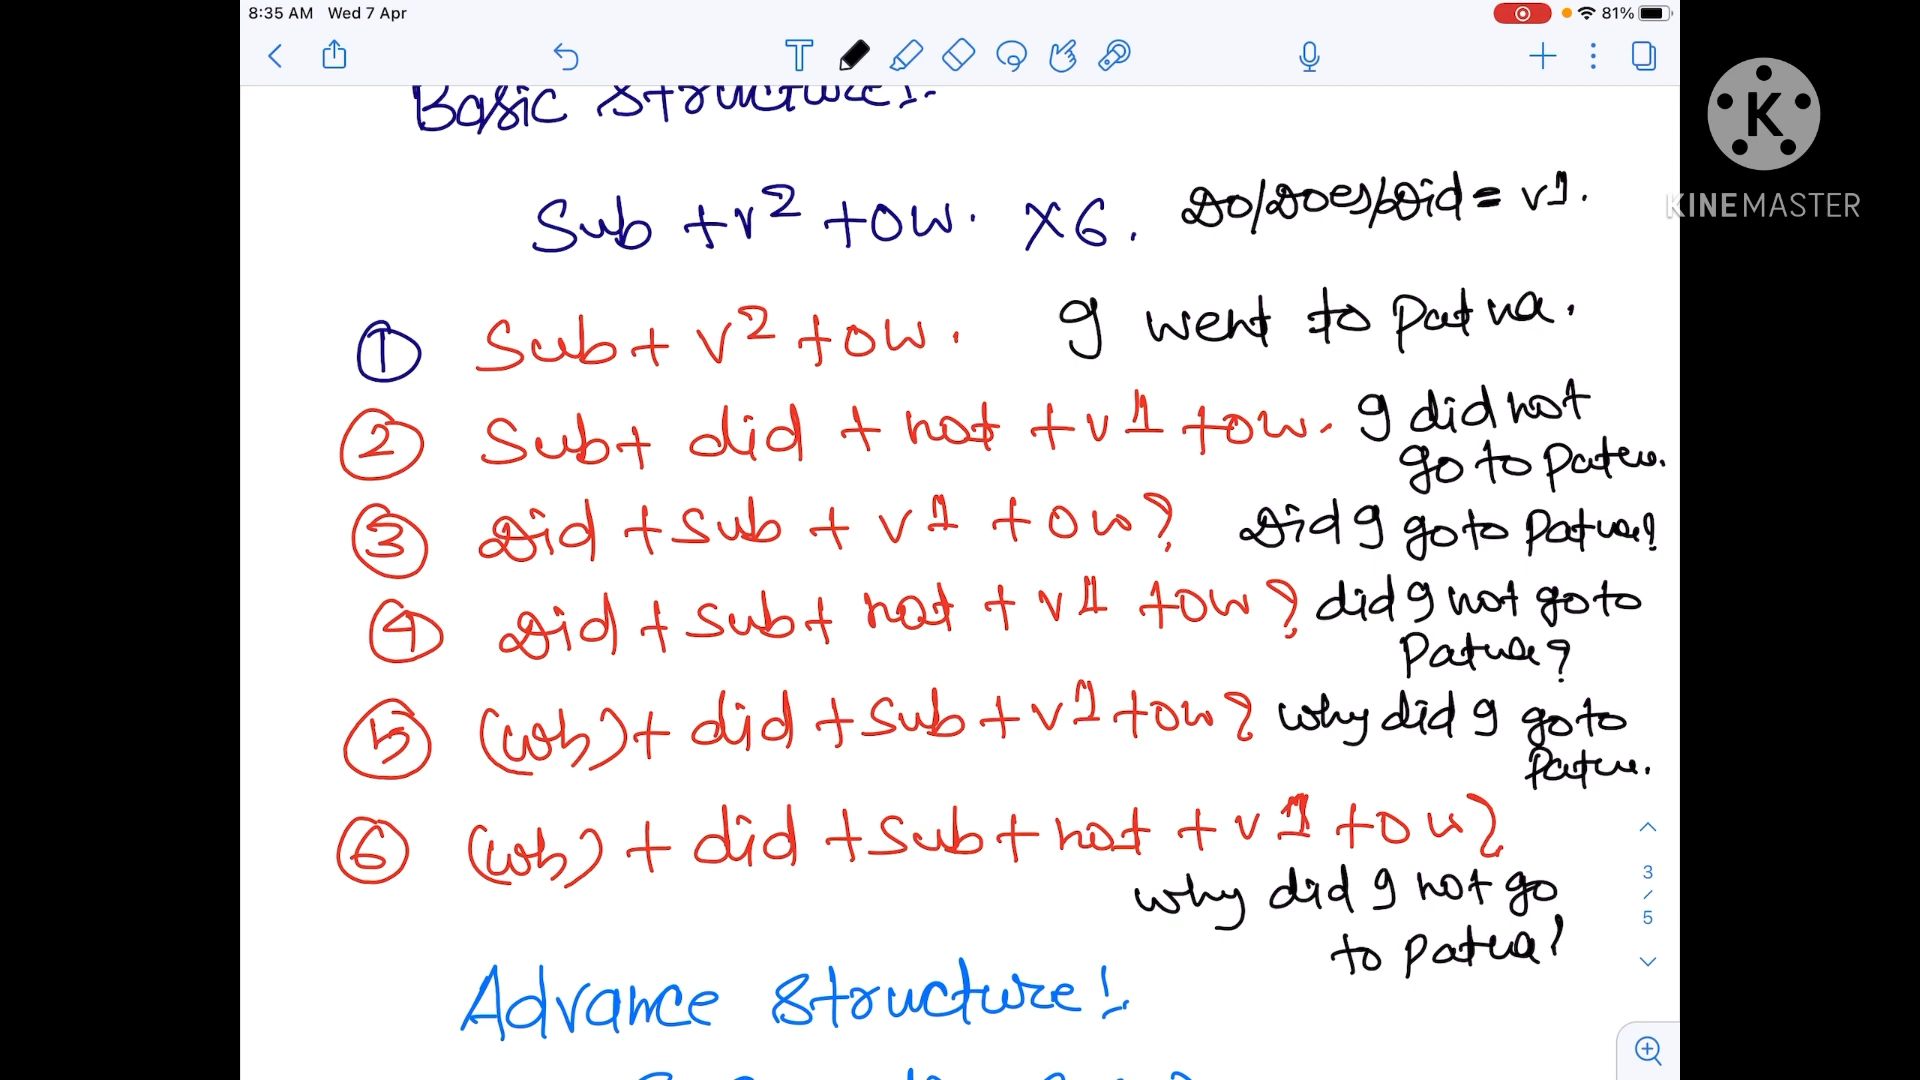 8:35 AM Wed 7 Apr
81%
Basic Structure:-
Sub + v2 + ow. X6. Do/Does/Did = v1.
① Sub + v2 + ow. I went to Patna.
② Sub + did + not + v1 + ow. I did not
go to Patna.
③ Did + sub + v1 + ow? Did I go to Patna?
④ Did + sub + not + v1 + ow? did I not go to
Patna?
⑤ (wh) + did + sub + v1 + ow? why did I go to
Patna.
⑥ (wh) + did + sub + not + v1 + ow?
why did I not go
to Patna?
Advance Structure:-
3
/
5
K
KINEMASTER